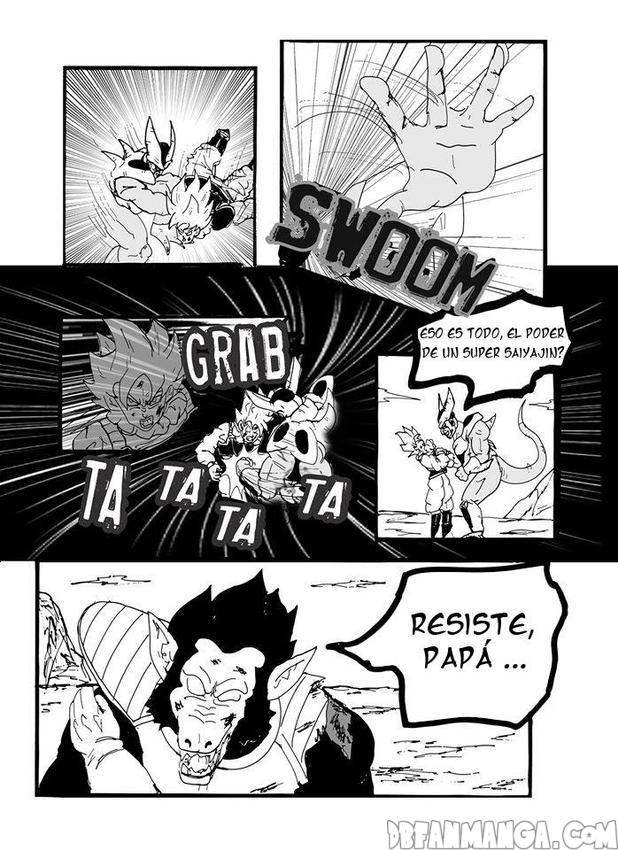 SWOOM
GRAB
ESO ES TODO, EL PODER
DE UN SUPER SAIYAJIN?
TA TA TA TA
RESISTE,
PAPÁ ...
DBFANMANGA.COM